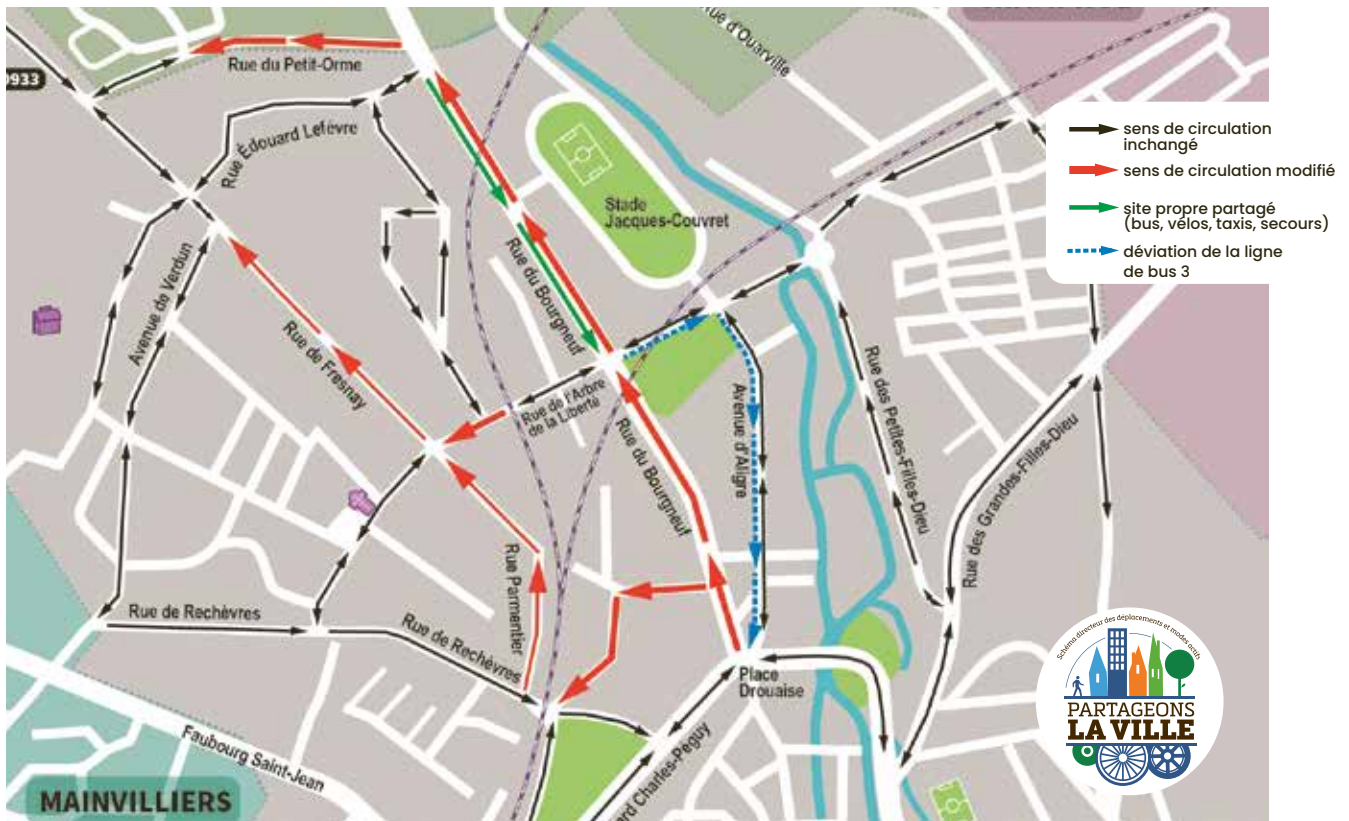 Rue d'Ouarville
Rue du Petit-Orme
D933
Rue Édouard Lefèvre
Stade
Jacques-Couvret
Avenue de Verdun
Rue du Bourgneuf
Rue de Fresnay
Rue de l'Arbre
de la Liberté
Rue du Bourgneuf
Avenue d'Aligre
Rue des Petites-Filles-Dieu
Rue des Grandes-Filles-Dieu
Rue Parmentier
Rue de Rechèvres
Rue de Rechèvres
Place
Drouaise
Faubourg Saint-Jean
ard Charles-Peguy
MAINVILLIERS
sens de circulation
inchangé
sens de circulation modifié
site propre partagé
(bus, vélos, taxis, secours)
déviation de la ligne
de bus 3
Schéma directeur des déplacements et modes actifs
PARTAGEONS
LA VILLE